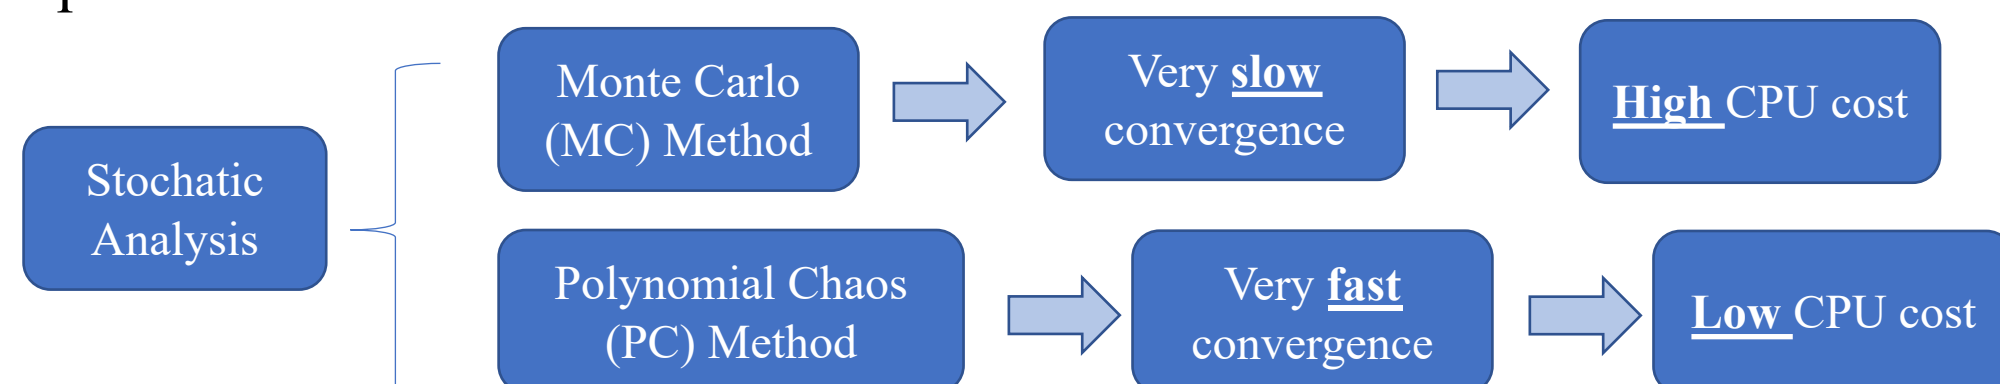 Stochatic
Analysis
Monte Carlo
(MC) Method
Very slow
convergence
High CPU cost
Polynomial Chaos
(PC) Method
Very fast
convergence
Low CPU cost